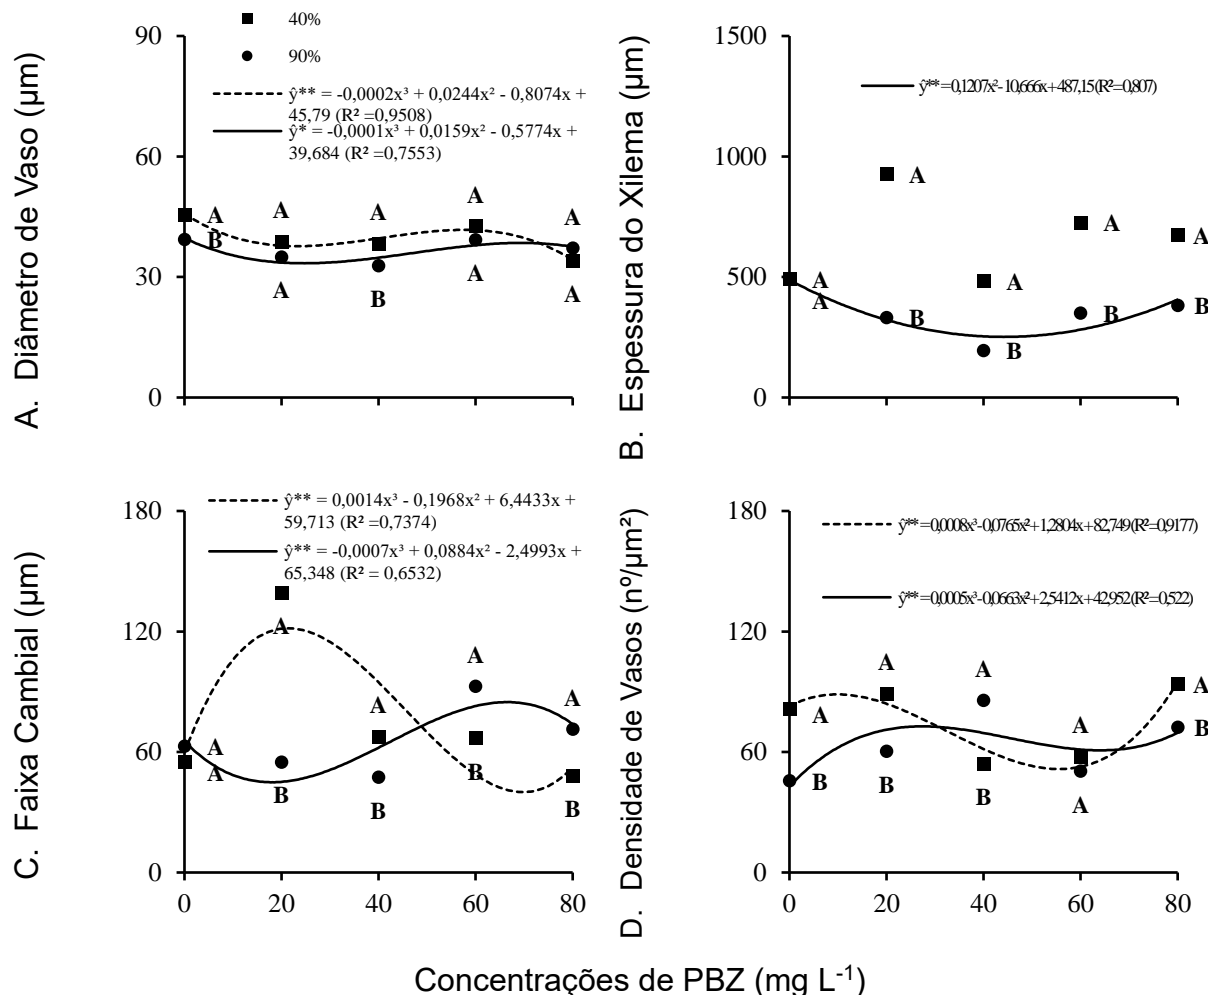 40%
90%
ŷ** = -0,0002x³ + 0,0244x² - 0,8074x +
45,79 (R² =0,9508)
ŷ* = -0,0001x³ + 0,0159x² - 0,5774x +
39,684 (R² =0,7553)
A. Diâmetro de Vaso (µm)
90
60
30
0
A
B
A
A
A
B
A
A
A
A
B. Espessura do Xilema (µm)
1500
1000
500
0
ŷ**=0,1207x²-10,666x+487,15(R²=0,807)
A
A
A
B
A
B
A
B
A
B
C. Faixa Cambial (µm)
180
120
60
0
ŷ** = 0,0014x³ - 0,1968x² + 6,4433x +
59,713 (R² =0,7374)
ŷ** = -0,0007x³ + 0,0884x² - 2,4993x +
65,348 (R² = 0,6532)
A
A
A
B
A
B
A
B
A
B
0 20 40 60 80
D. Densidade de Vasos (nº/µm²)
180
120
60
0
ŷ**=0,0008x³-0,0765x²+1,2804x+82,749(R²=0,9177)
ŷ**=0,0005x³-0,0663x²+2,5412x+42,952(R²=0,522)
A
B
A
B
A
B
A
A
A
B
0 20 40 60 80
Concentrações de PBZ (mg L⁻¹)